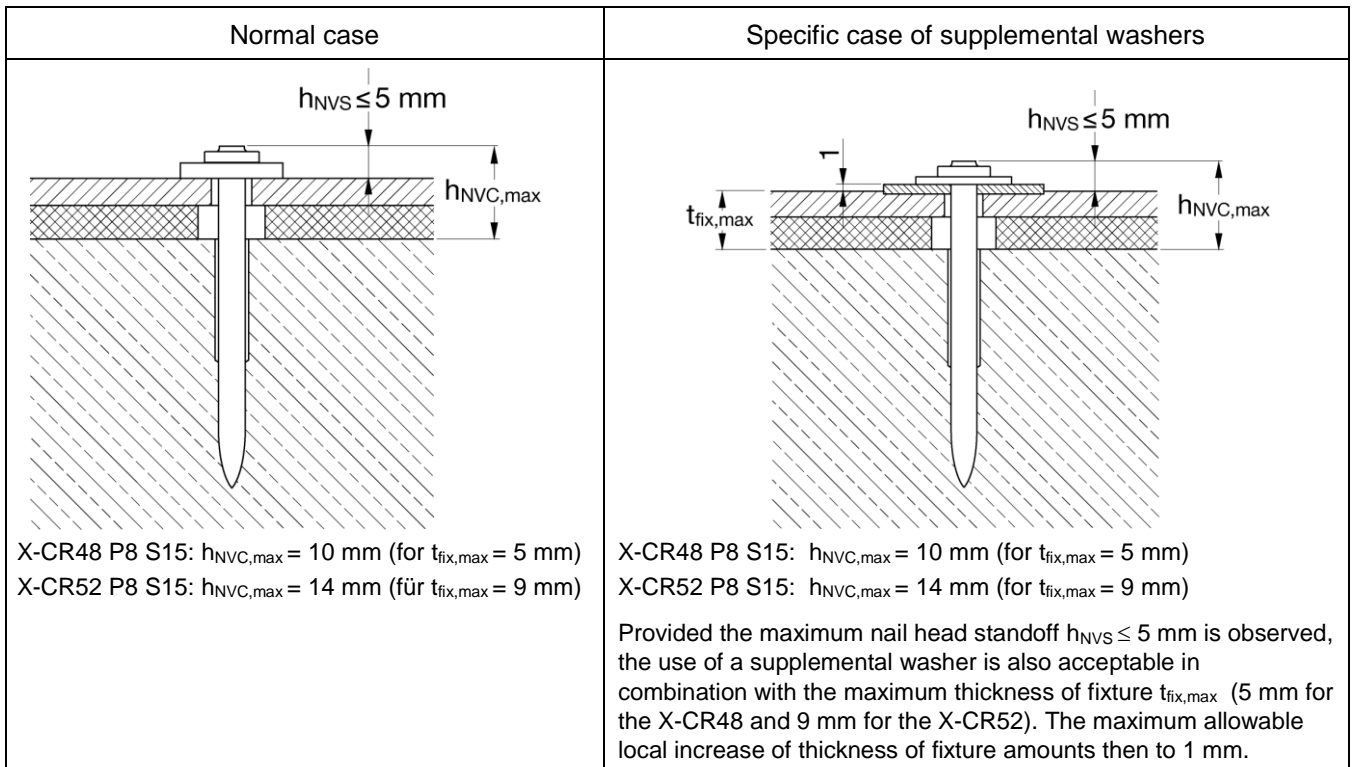 Normal case
Specific case of supplemental washers
hNVS ≤ 5 mm
hNVC,max
X-CR48 P8 S15: hNVC,max = 10 mm (for tfix,max = 5 mm)
X-CR52 P8 S15: hNVC,max = 14 mm (für tfix,max = 9 mm)
hNVS ≤ 5 mm
1
tfix,max
hNVC,max
X-CR48 P8 S15: hNVC,max = 10 mm (for tfix,max = 5 mm)
X-CR52 P8 S15: hNVC,max = 14 mm (for tfix,max = 9 mm)
Provided the maximum nail head standoff hNVS ≤ 5 mm is observed,
the use of a supplemental washer is also acceptable in
combination with the maximum thickness of fixture tfix,max (5 mm for
the X-CR48 and 9 mm for the X-CR52). The maximum allowable
local increase of thickness of fixture amounts then to 1 mm.